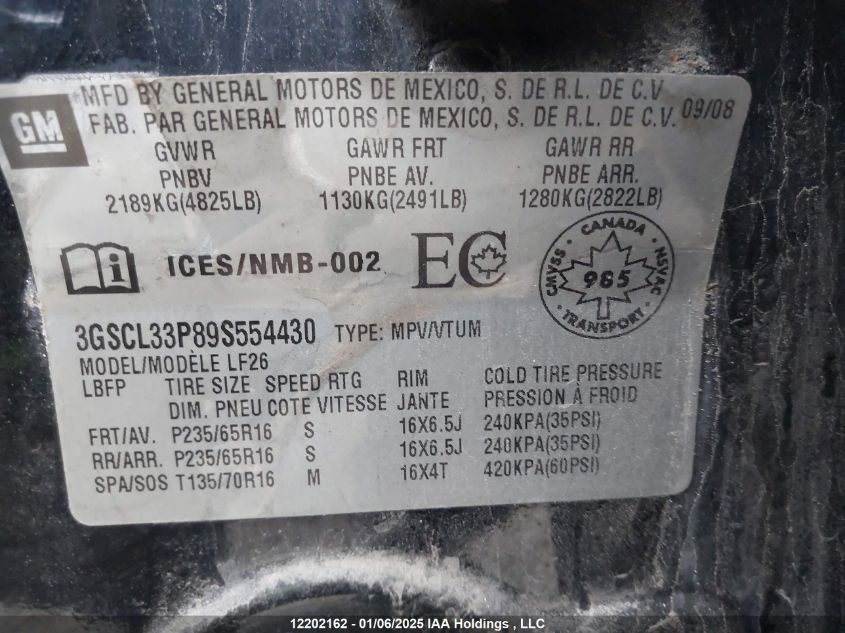 GM
MFD BY GENERAL MOTORS DE MEXICO, S. DE R.L. DE C.V.
FAB. PAR GENERAL MOTORS DE MEXICO, S. DE R.L. DE C.V. 09/08
GVWR GAWR FRT GAWR RR
PNBV PNBE AV. PNBE ARR.
2189KG(4825LB) 1130KG(2491LB) 1280KG(2822LB)
i ICES/NMB-002 EC CANADA CMVSS 985 NSVAC TRANSPORT
3GSCL33P89S554430 TYPE: MPV/VTUM
MODEL/MODÈLE LF26
LBFP TIRE SIZE SPEED RTG RIM COLD TIRE PRESSURE
DIM. PNEU COTE VITESSE JANTE PRESSION À FROID
FRT/AV. P235/65R16 S 16X6.5J 240KPA(35PSI)
RR/ARR. P235/65R16 S 16X6.5J 240KPA(35PSI)
SPA/SOS T135/70R16 M 16X4T 420KPA(60PSI)
12202162 - 01/06/2025 IAA Holdings , LLC